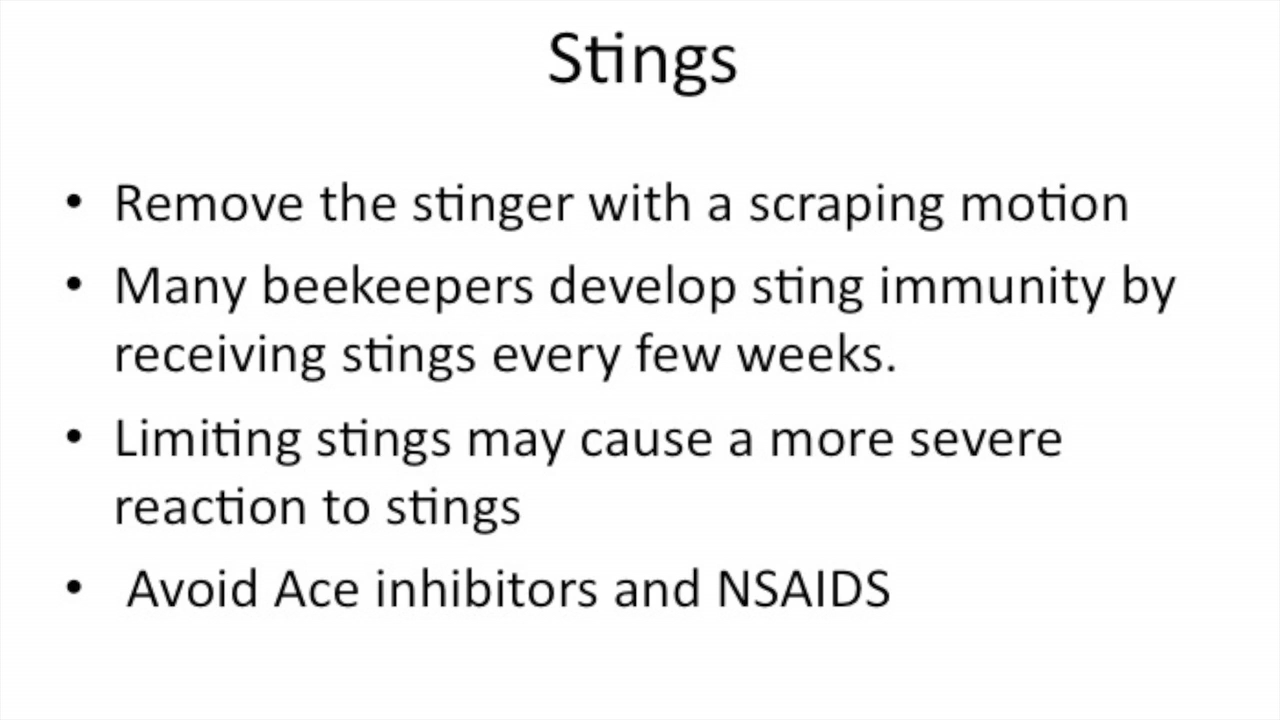 Stings
• Remove the stinger with a scraping motion
• Many beekeepers develop sting immunity by
receiving stings every few weeks.
• Limiting stings may cause a more severe
reaction to stings
• Avoid Ace inhibitors and NSAIDS